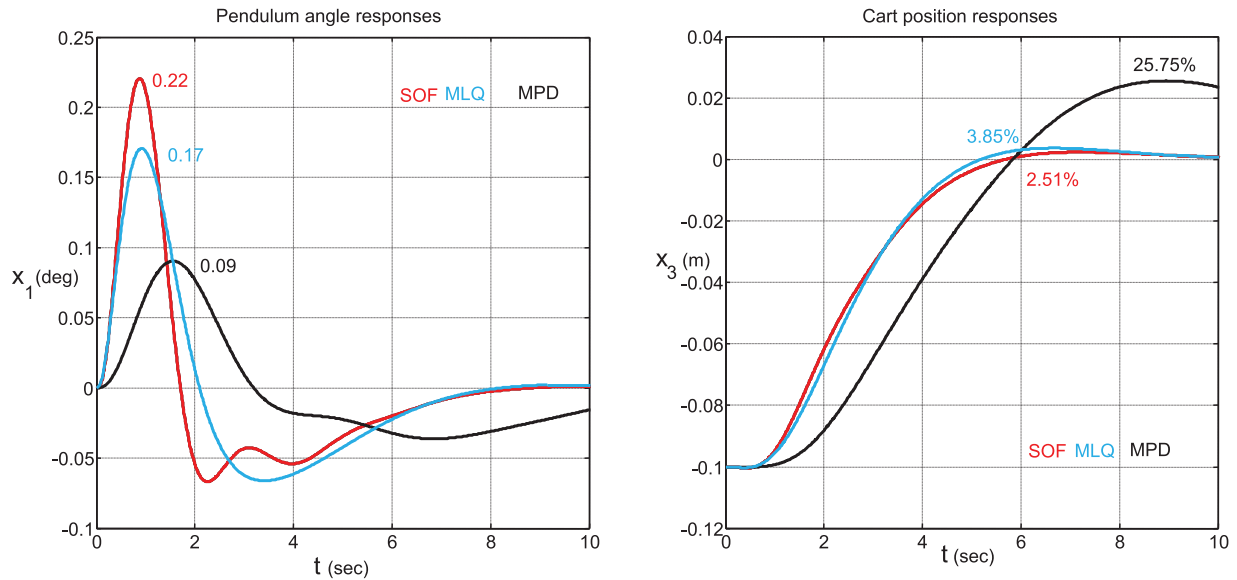 Pendulum angle responses
0.25
0.22
0.2
SOF MLQ MPD
0.17
0.15
0.1
0.09
x1 (deg)
0.05
0
-0.05
-0.1
0 2 4 6 8 10
t (sec)
Cart position responses
0.04
25.75%
0.02
3.85%
0
2.51%
-0.02
x3 (m)
-0.04
-0.06
-0.08
SOF MLQ MPD
-0.1
-0.12
0 2 4 6 8 10
t (sec)